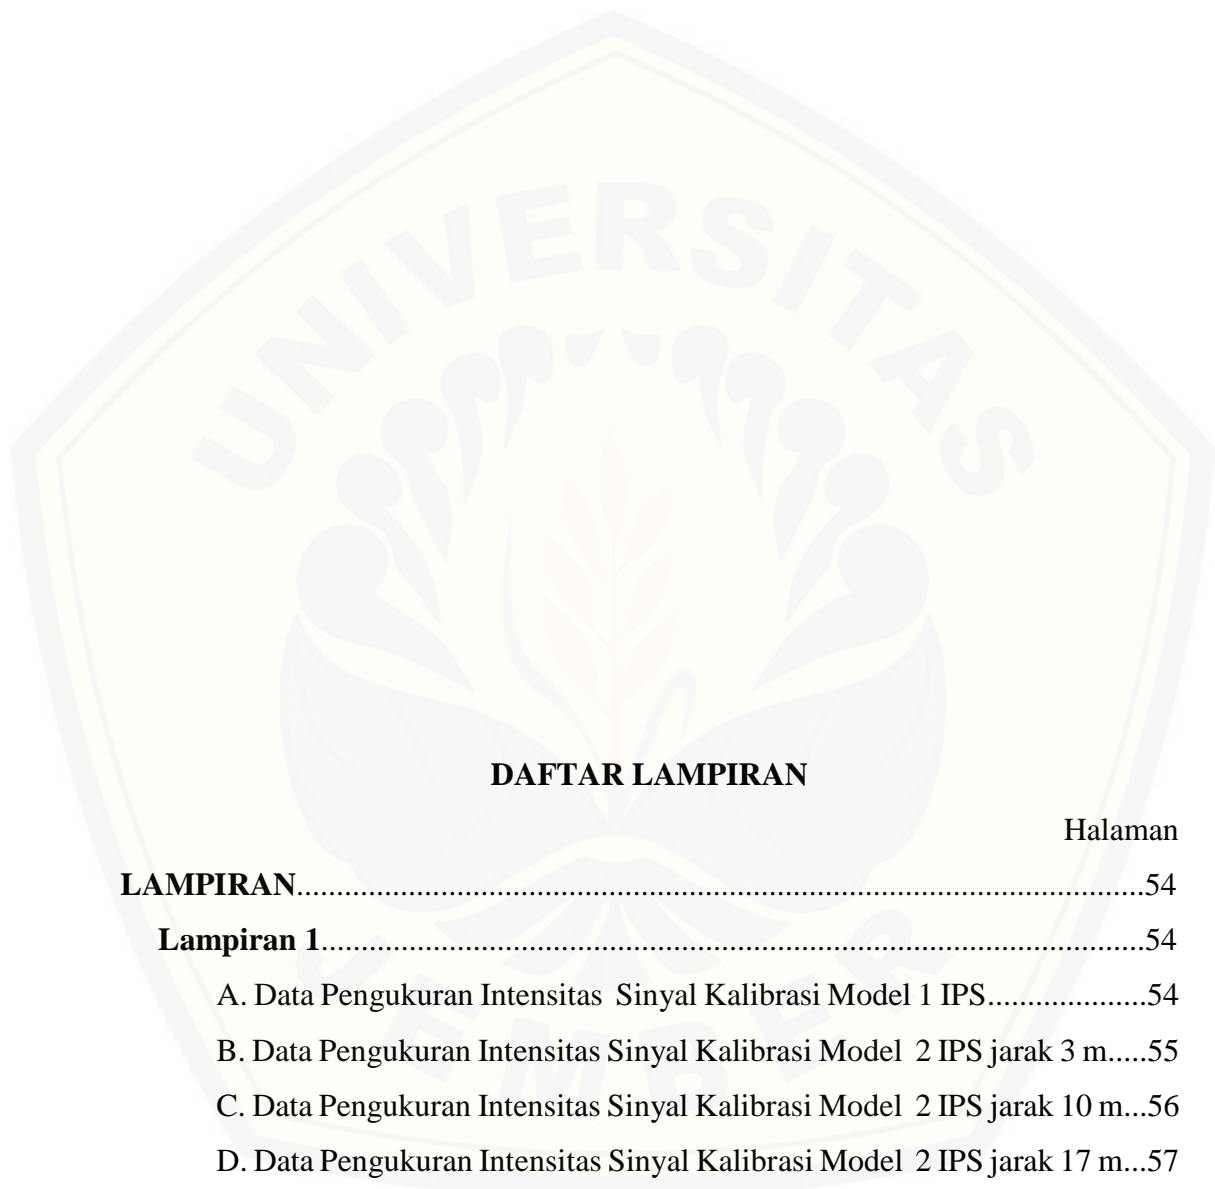 UNIVERSITAS
DAFTAR LAMPIRAN
Halaman
LAMPIRAN.........................................................................................................54
Lampiran 1......................................................................................................54
A. Data Pengukuran Intensitas  Sinyal Kalibrasi Model 1 IPS....................54
B. Data Pengukuran Intensitas Sinyal Kalibrasi Model  2 IPS jarak 3 m.....55
C. Data Pengukuran Intensitas Sinyal Kalibrasi Model  2 IPS jarak 10 m...56
D. Data Pengukuran Intensitas Sinyal Kalibrasi Model  2 IPS jarak 17 m...57
JEMBER